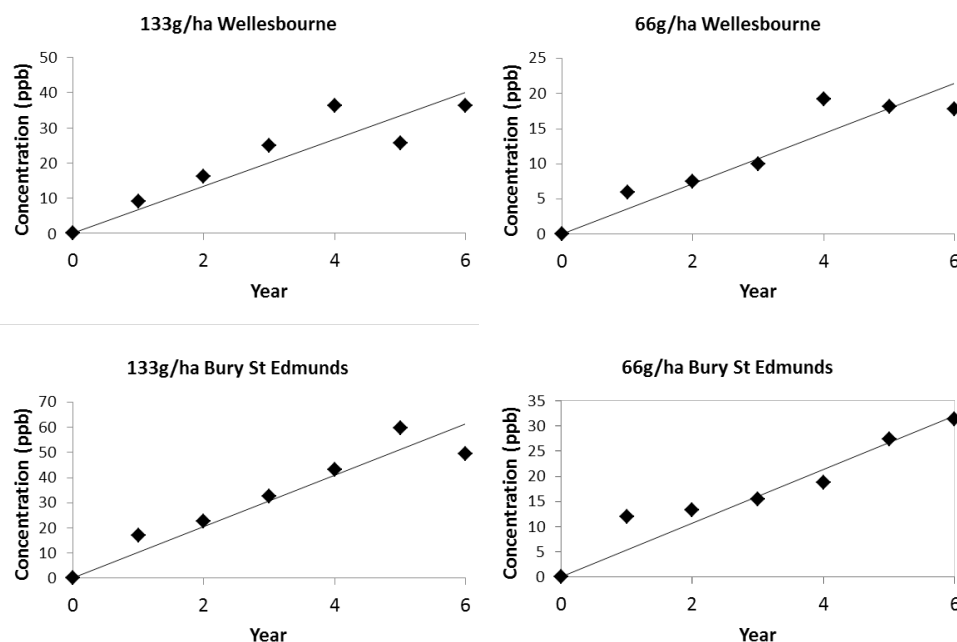 133g/ha Wellesbourne
Concentration (ppb)
50
40
30
20
10
0
0 2 4 6
Year
66g/ha Wellesbourne
Concentration (ppb)
25
20
15
10
5
0
0 2 4 6
Year
133g/ha Bury St Edmunds
Concentration (ppb)
70
60
50
40
30
20
10
0
0 2 4 6
Year
66g/ha Bury St Edmunds
Concentration (ppb)
35
30
25
20
15
10
5
0
0 2 4 6
Year